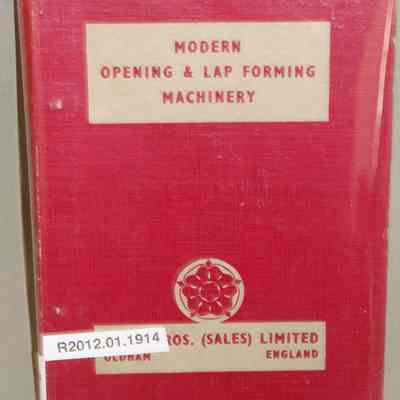 MODERN
OPENING & LAP FORMING
MACHINERY
ROS. (SALES) LIMITED
OLDHAM ENGLAND
R2012.01.1914